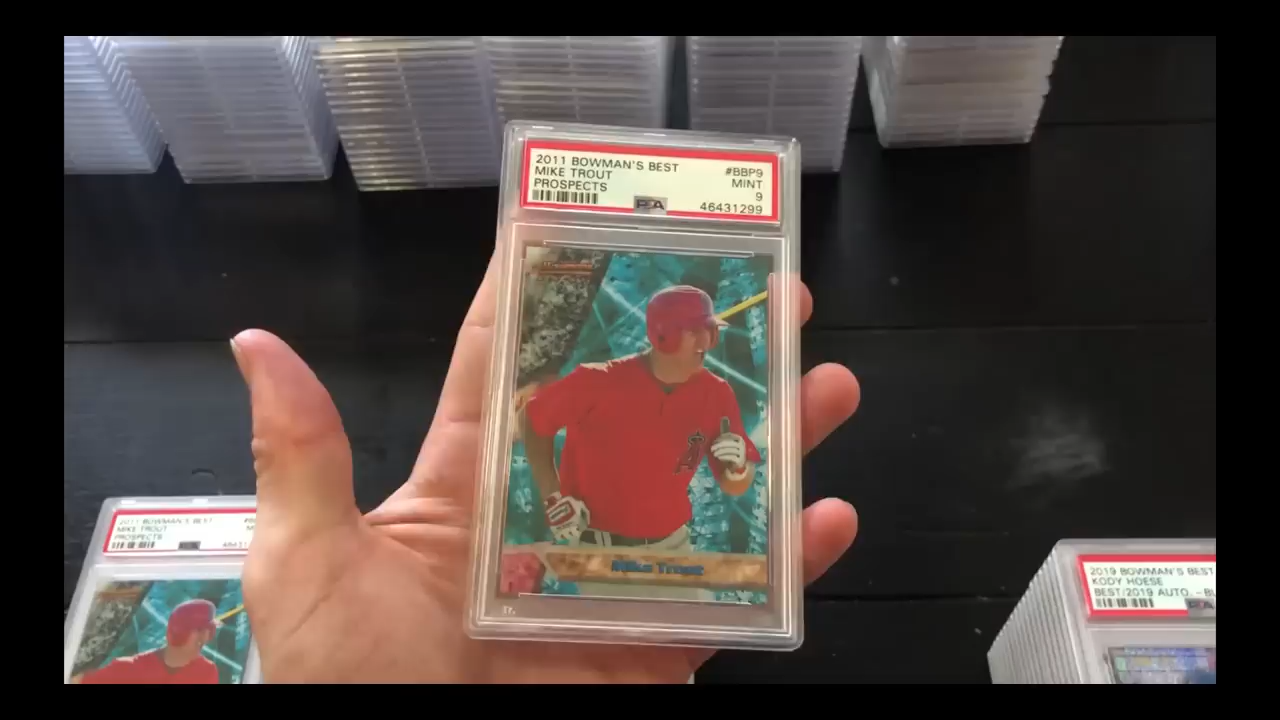 2011 BOWMAN'S BEST #BBP9
MIKE TROUT MINT
PROSPECTS 9
PSA 46431299
Mike Trout
2011 BOWMAN'S BEST
MIKE TROUT
PROSPECTS
2019 BOWMAN'S BEST
KODY HOESE
BEST/2019 AUTO.-BL